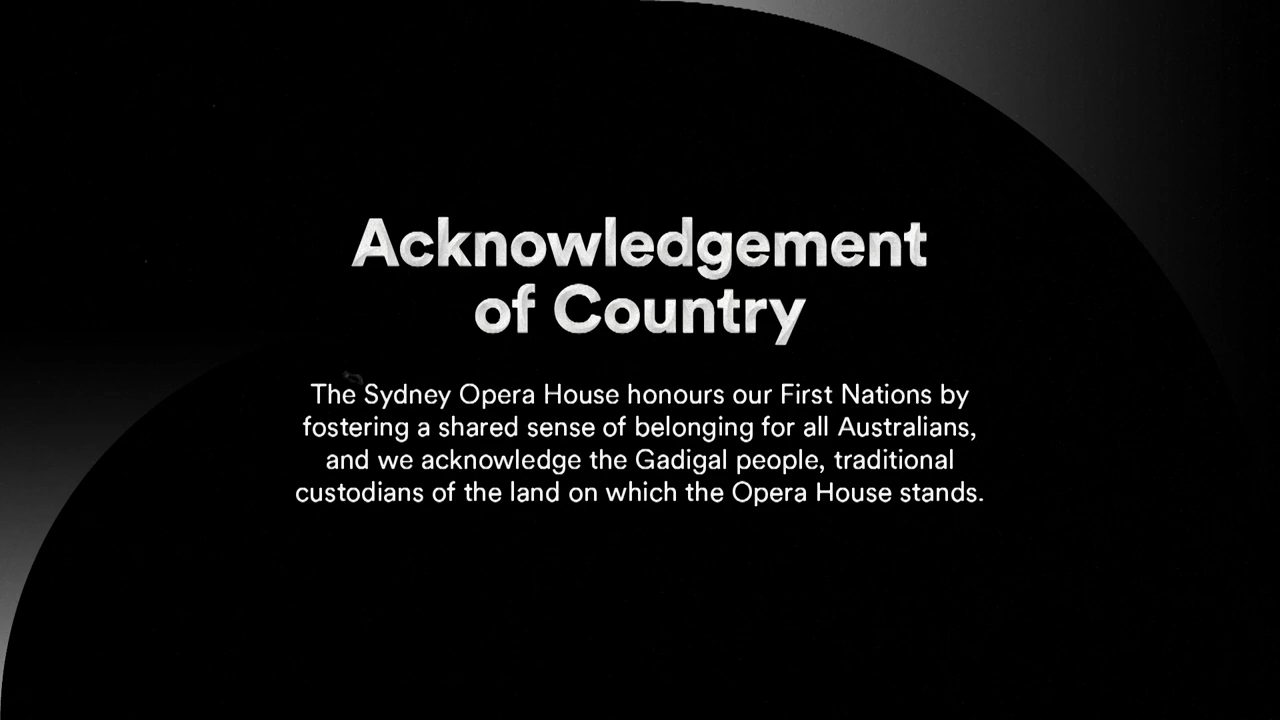 Acknowledgement
of Country
The Sydney Opera House honours our First Nations by
fostering a shared sense of belonging for all Australians,
and we acknowledge the Gadigal people, traditional
custodians of the land on which the Opera House stands.